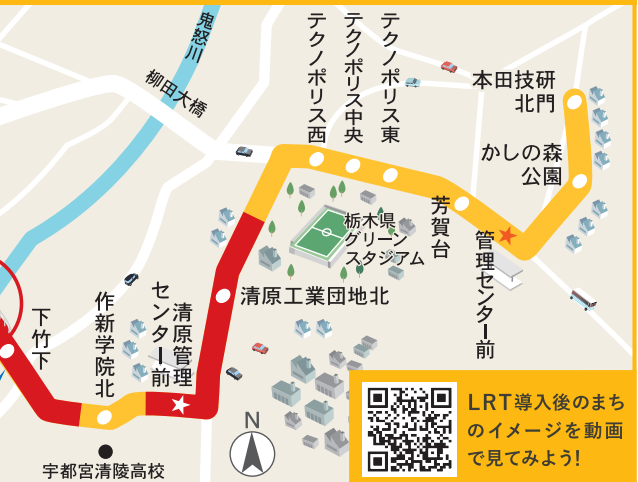 鬼怒川
柳田大橋
テクノポリス西
テクノポリス中央
テクノポリス東
本田技研
北門
かしの森
公園
芳賀台
管理センター前
栃木県
グリーン
スタジアム
清原工業団地北
清原管理
センター前
作新学院北
下竹下
宇都宮清陵高校
N
LRT導入後のまち
のイメージを動画
で見てみよう!